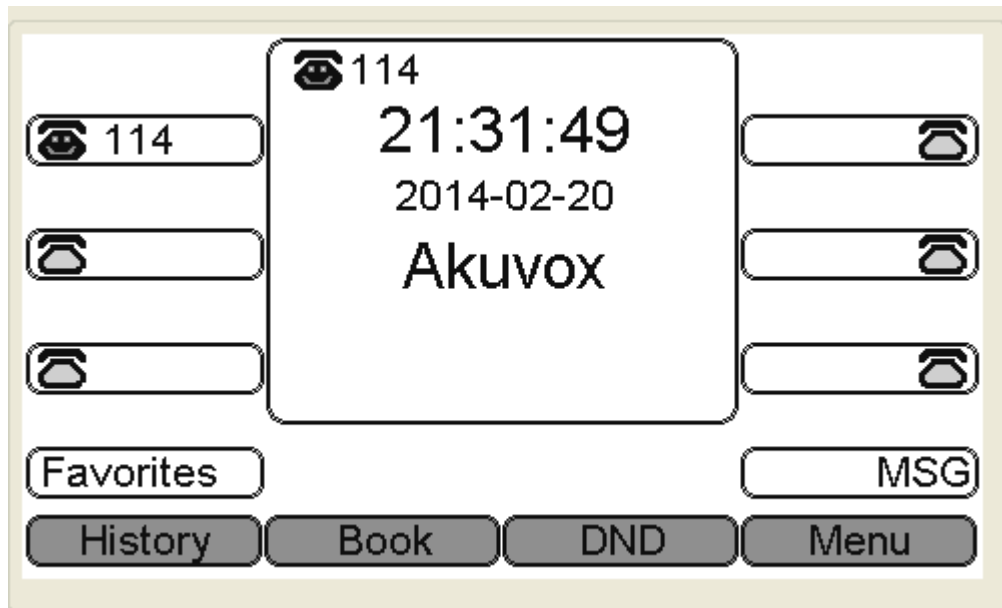 114
21:31:49
114
2014-02-20
Akuvox
Favorites
MSG
History Book DND Menu